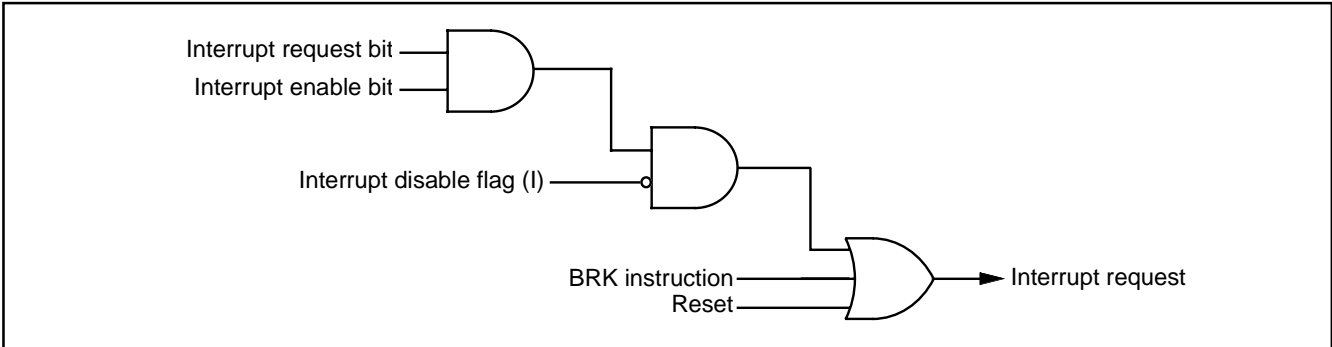 Interrupt request bit
Interrupt enable bit
Interrupt disable flag (I)
BRK instruction
Reset
Interrupt request